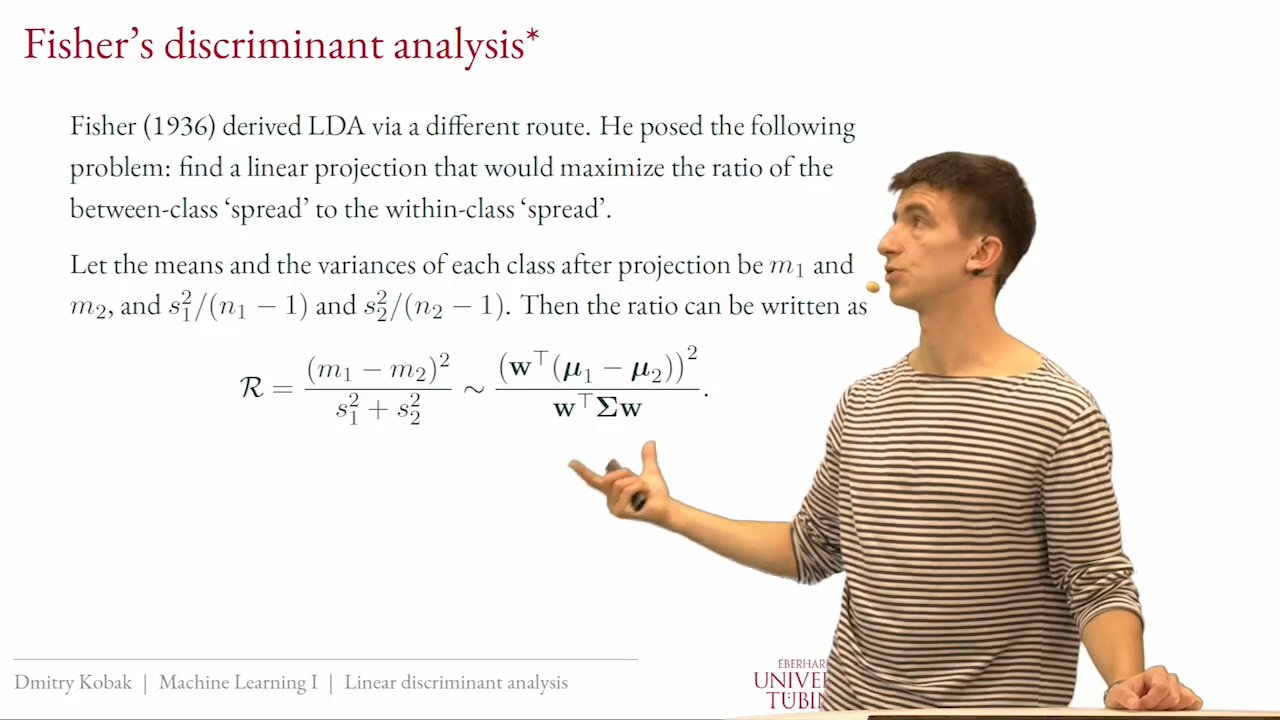 Fisher's discriminant analysis*
Fisher (1936) derived LDA via a different route. He posed the following
problem: find a linear projection that would maximize the ratio of the
between-class ‘spread’ to the within-class ‘spread’.
Let the means and the variances of each class after projection be m₁ and
m₂, and s₁²/(n₁ − 1) and s₂²/(n₂ − 1). Then the ratio can be written as
ℛ = (m₁ − m₂)² / (s₁² + s₂²) ∼ (w⊤(μ₁ − μ₂))² / (w⊤Σw).
Dmitry Kobak | Machine Learning I | Linear discriminant analysis